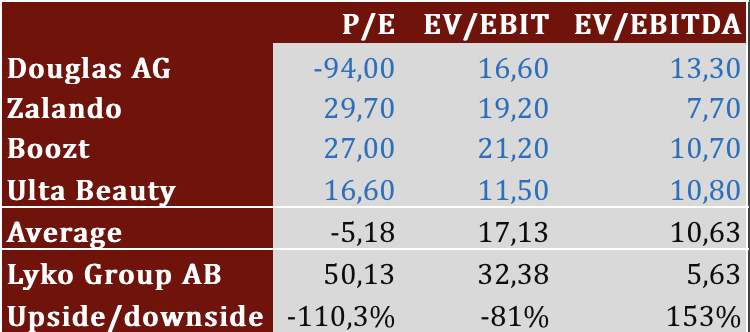 P/E EV/EBIT EV/EBITDA
Douglas AG -94,00 16,60 13,30
Zalando 29,70 19,20 7,70
Boozt 27,00 21,20 10,70
Ulta Beauty 16,60 11,50 10,80
Average -5,18 17,13 10,63
Lyko Group AB 50,13 32,38 5,63
Upside/downside -110,3% -81% 153%